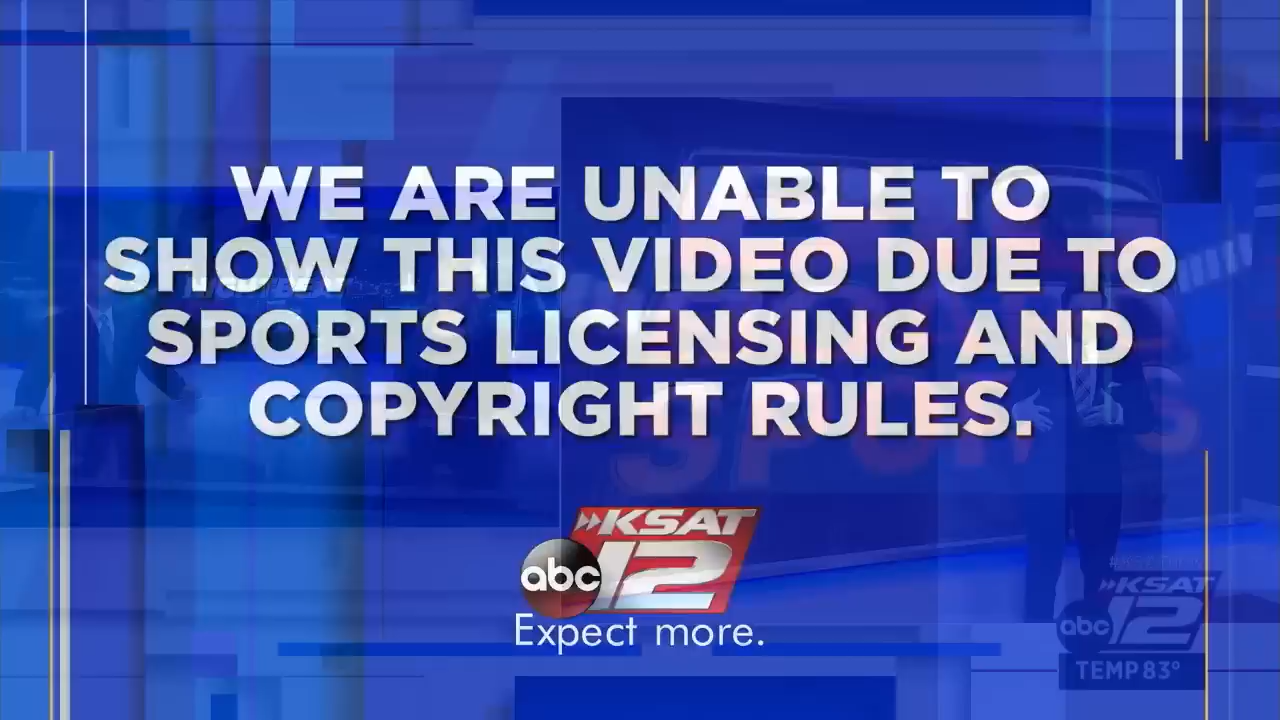 WE ARE UNABLE TO
SHOW THIS VIDEO DUE TO
SPORTS LICENSING AND
COPYRIGHT RULES.
KSAT
abc 12
Expect more.
SPORTS
KSAT
abc 12
TEMP 83°